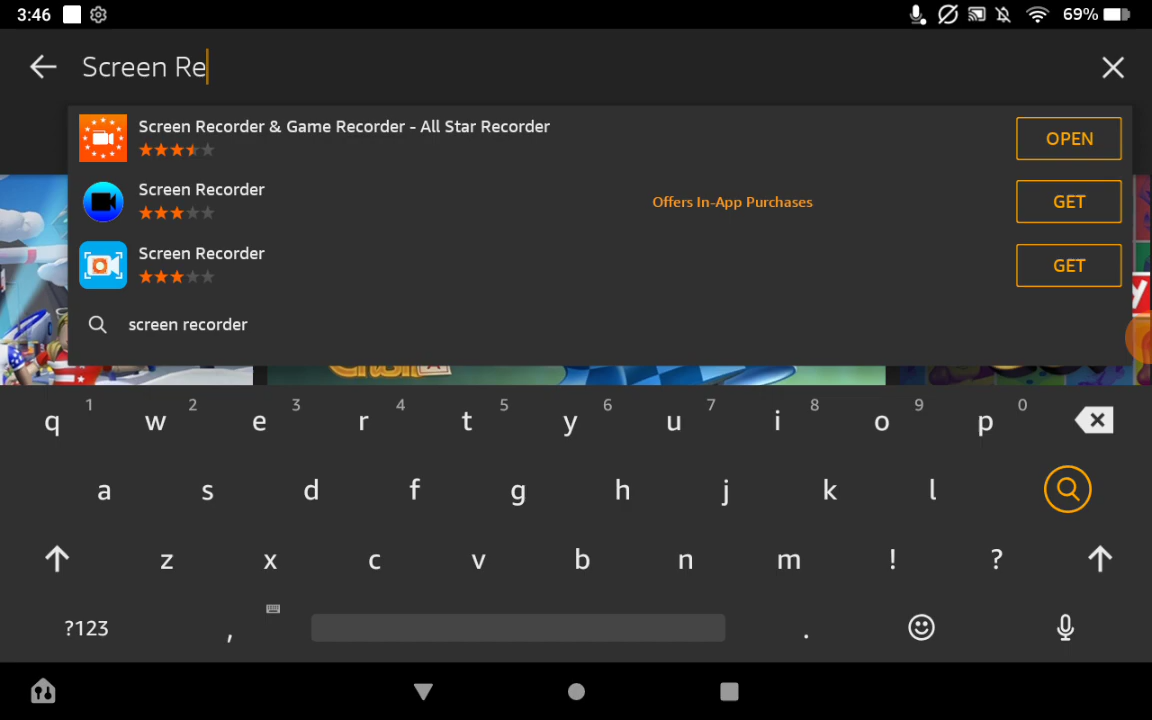 3:46 69%
Screen Re
Screen Recorder & Game Recorder - All Star Recorder
OPEN
Screen Recorder
Offers In-App Purchases
GET
Screen Recorder
GET
screen recorder
1 2 3 4 5 6 7 8 9 0
q w e r t y u i o p
a s d f g h j k l
z x c v b n m ! ?
?123 , .